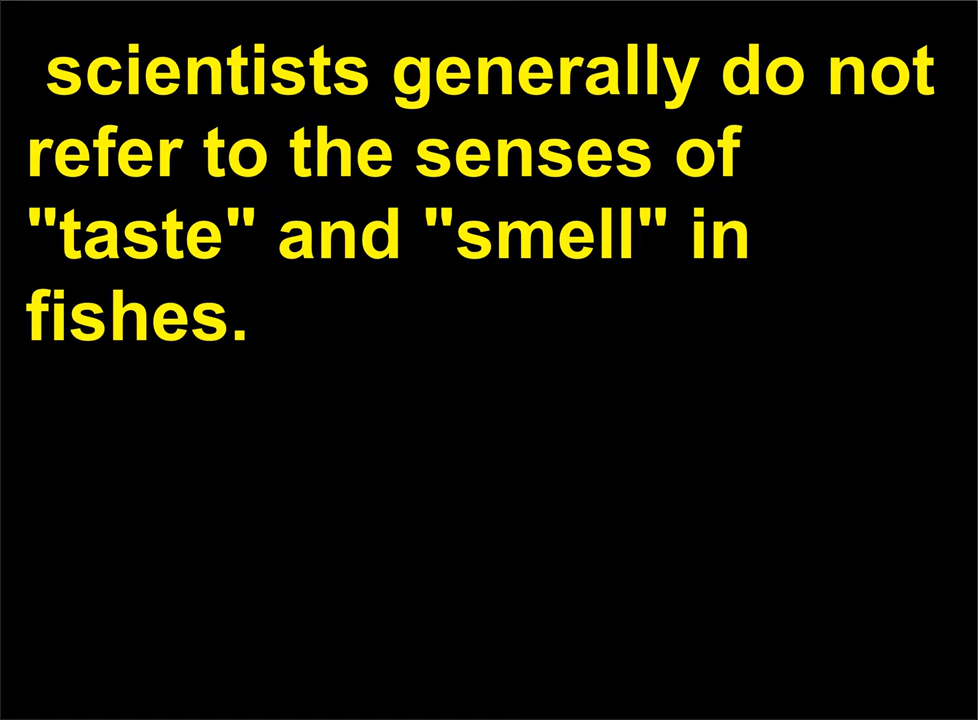 scientists generally do not
refer to the senses of
"taste" and "smell" in
fishes.